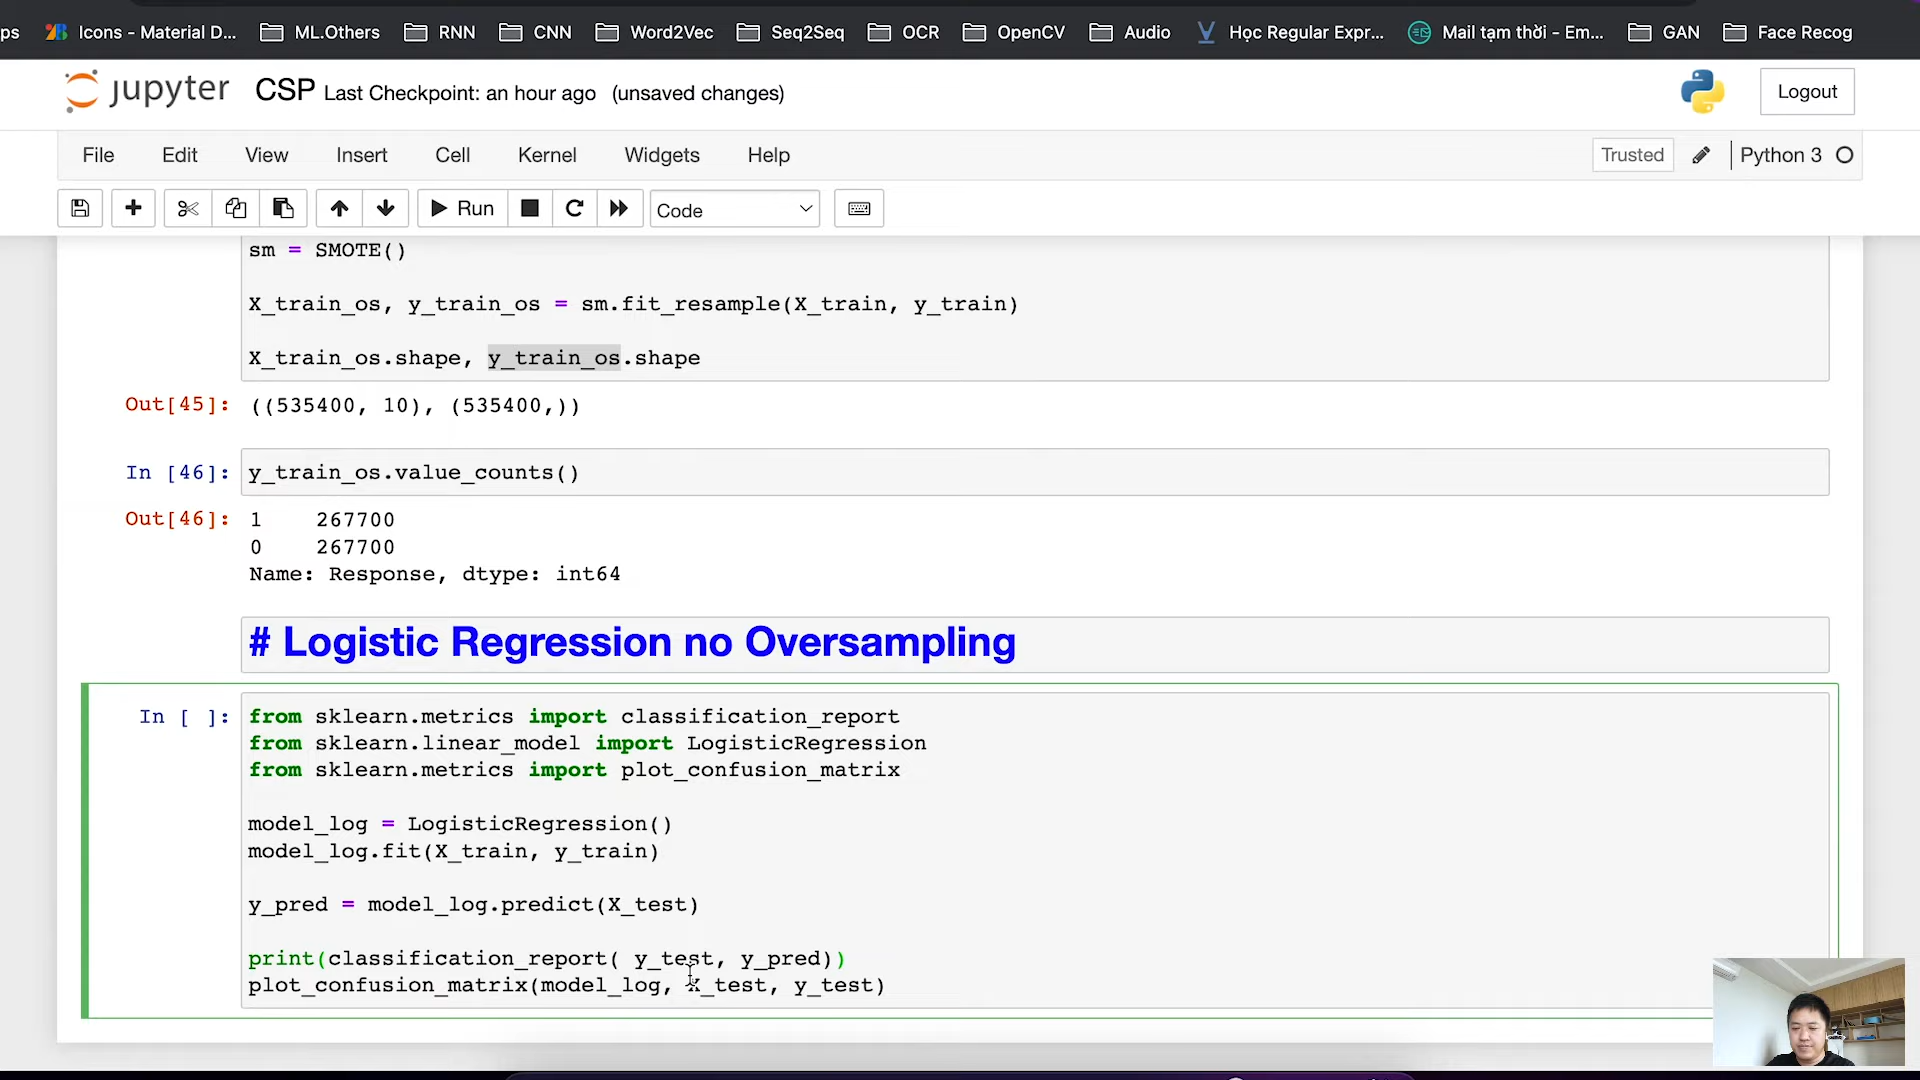 ps Icons - Material D... ML.Others RNN CNN Word2Vec Seq2Seq OCR OpenCV Audio Học Regular Expr... Mail tạm thời - Em... GAN Face Recog
jupyter CSP Last Checkpoint: an hour ago (unsaved changes) Logout
File Edit View Insert Cell Kernel Widgets Help Trusted Python 3
Run Code
sm = SMOTE()
X_train_os, y_train_os = sm.fit_resample(X_train, y_train)
X_train_os.shape, y_train_os.shape
Out[45]: ((535400, 10), (535400,))
In [46]: y_train_os.value_counts()
Out[46]: 1 267700
0 267700
Name: Response, dtype: int64
# Logistic Regression no Oversampling
In [ ]: from sklearn.metrics import classification_report
from sklearn.linear_model import LogisticRegression
from sklearn.metrics import plot_confusion_matrix
model_log = LogisticRegression()
model_log.fit(X_train, y_train)
y_pred = model_log.predict(X_test)
print(classification_report( y_test, y_pred))
plot_confusion_matrix(model_log, X_test, y_test)